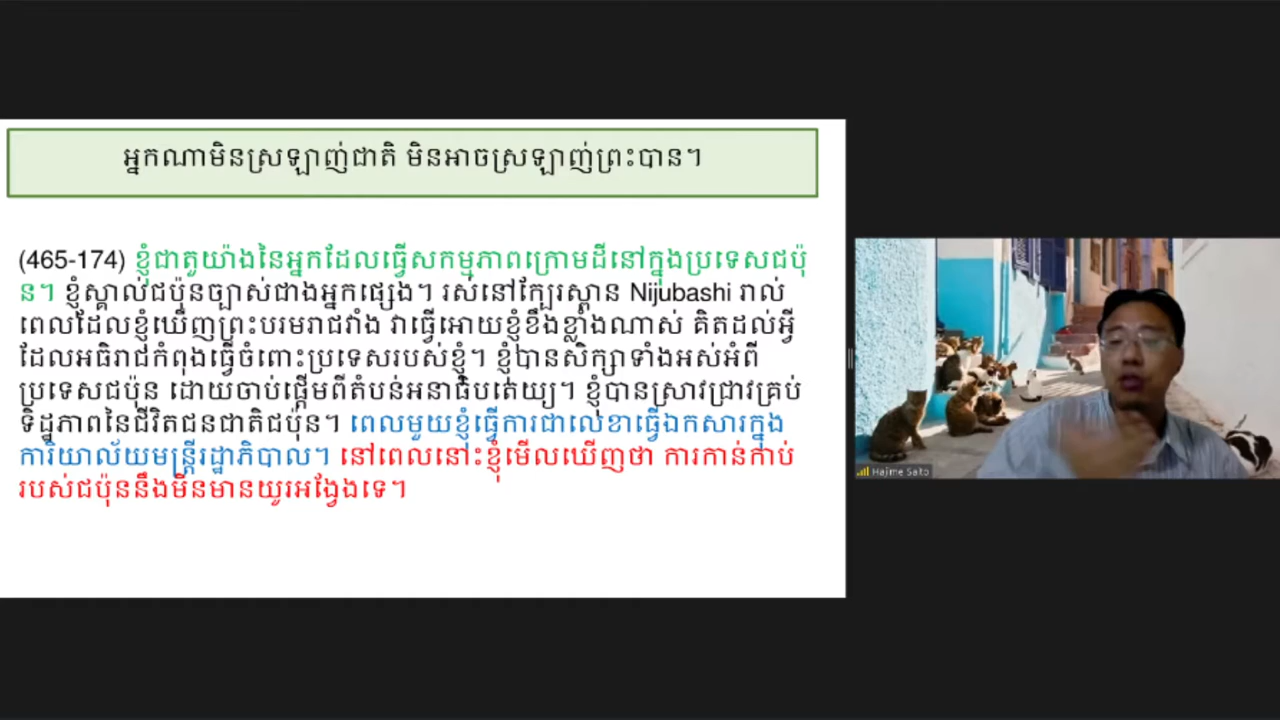 អ្នកណាមិនស្រឡាញ់ជាតិ មិនអាចស្រឡាញ់ព្រះបាន។
(465-174) ខ្ញុំជាតួយ៉ាងនៃអ្នកដែលធ្វើសកម្មភាពក្រោមដីនៅក្នុងប្រទេសជប៉ុ
ន។ ខ្ញុំស្គាល់ជប៉ុនច្បាស់ជាងអ្នកផ្សេង។ រស់នៅក្បែរស្ពាន Nijubashi រាល់
ពេលដែលខ្ញុំឃើញព្រះបរមរាជវាំង វាធ្វើអោយខ្ញុំខឹងខ្លាំងណាស់ គិតដល់អ្វី
ដែលអធិរាជកំពុងធ្វើចំពោះប្រទេសរបស់ខ្ញុំ។ ខ្ញុំបានសិក្សាទាំងអស់អំពី
ប្រទេសជប៉ុន ដោយចាប់ផ្តើមពីតំបន់អនាធិបតេយ្យ។ ខ្ញុំបានស្រាវជ្រាវគ្រប់
ទិដ្ឋភាពនៃជីវិតជនជាតិជប៉ុន។ ពេលមួយខ្ញុំធ្វើការជាលេខាធ្វើឯកសារក្នុង
ការិយាល័យមន្ត្រីរដ្ឋាភិបាល។ នៅពេលនោះខ្ញុំមើលឃើញថា ការកាន់កាប់
របស់ជប៉ុននឹងមិនមានយូរអង្វែងទេ។
Hajime Sato